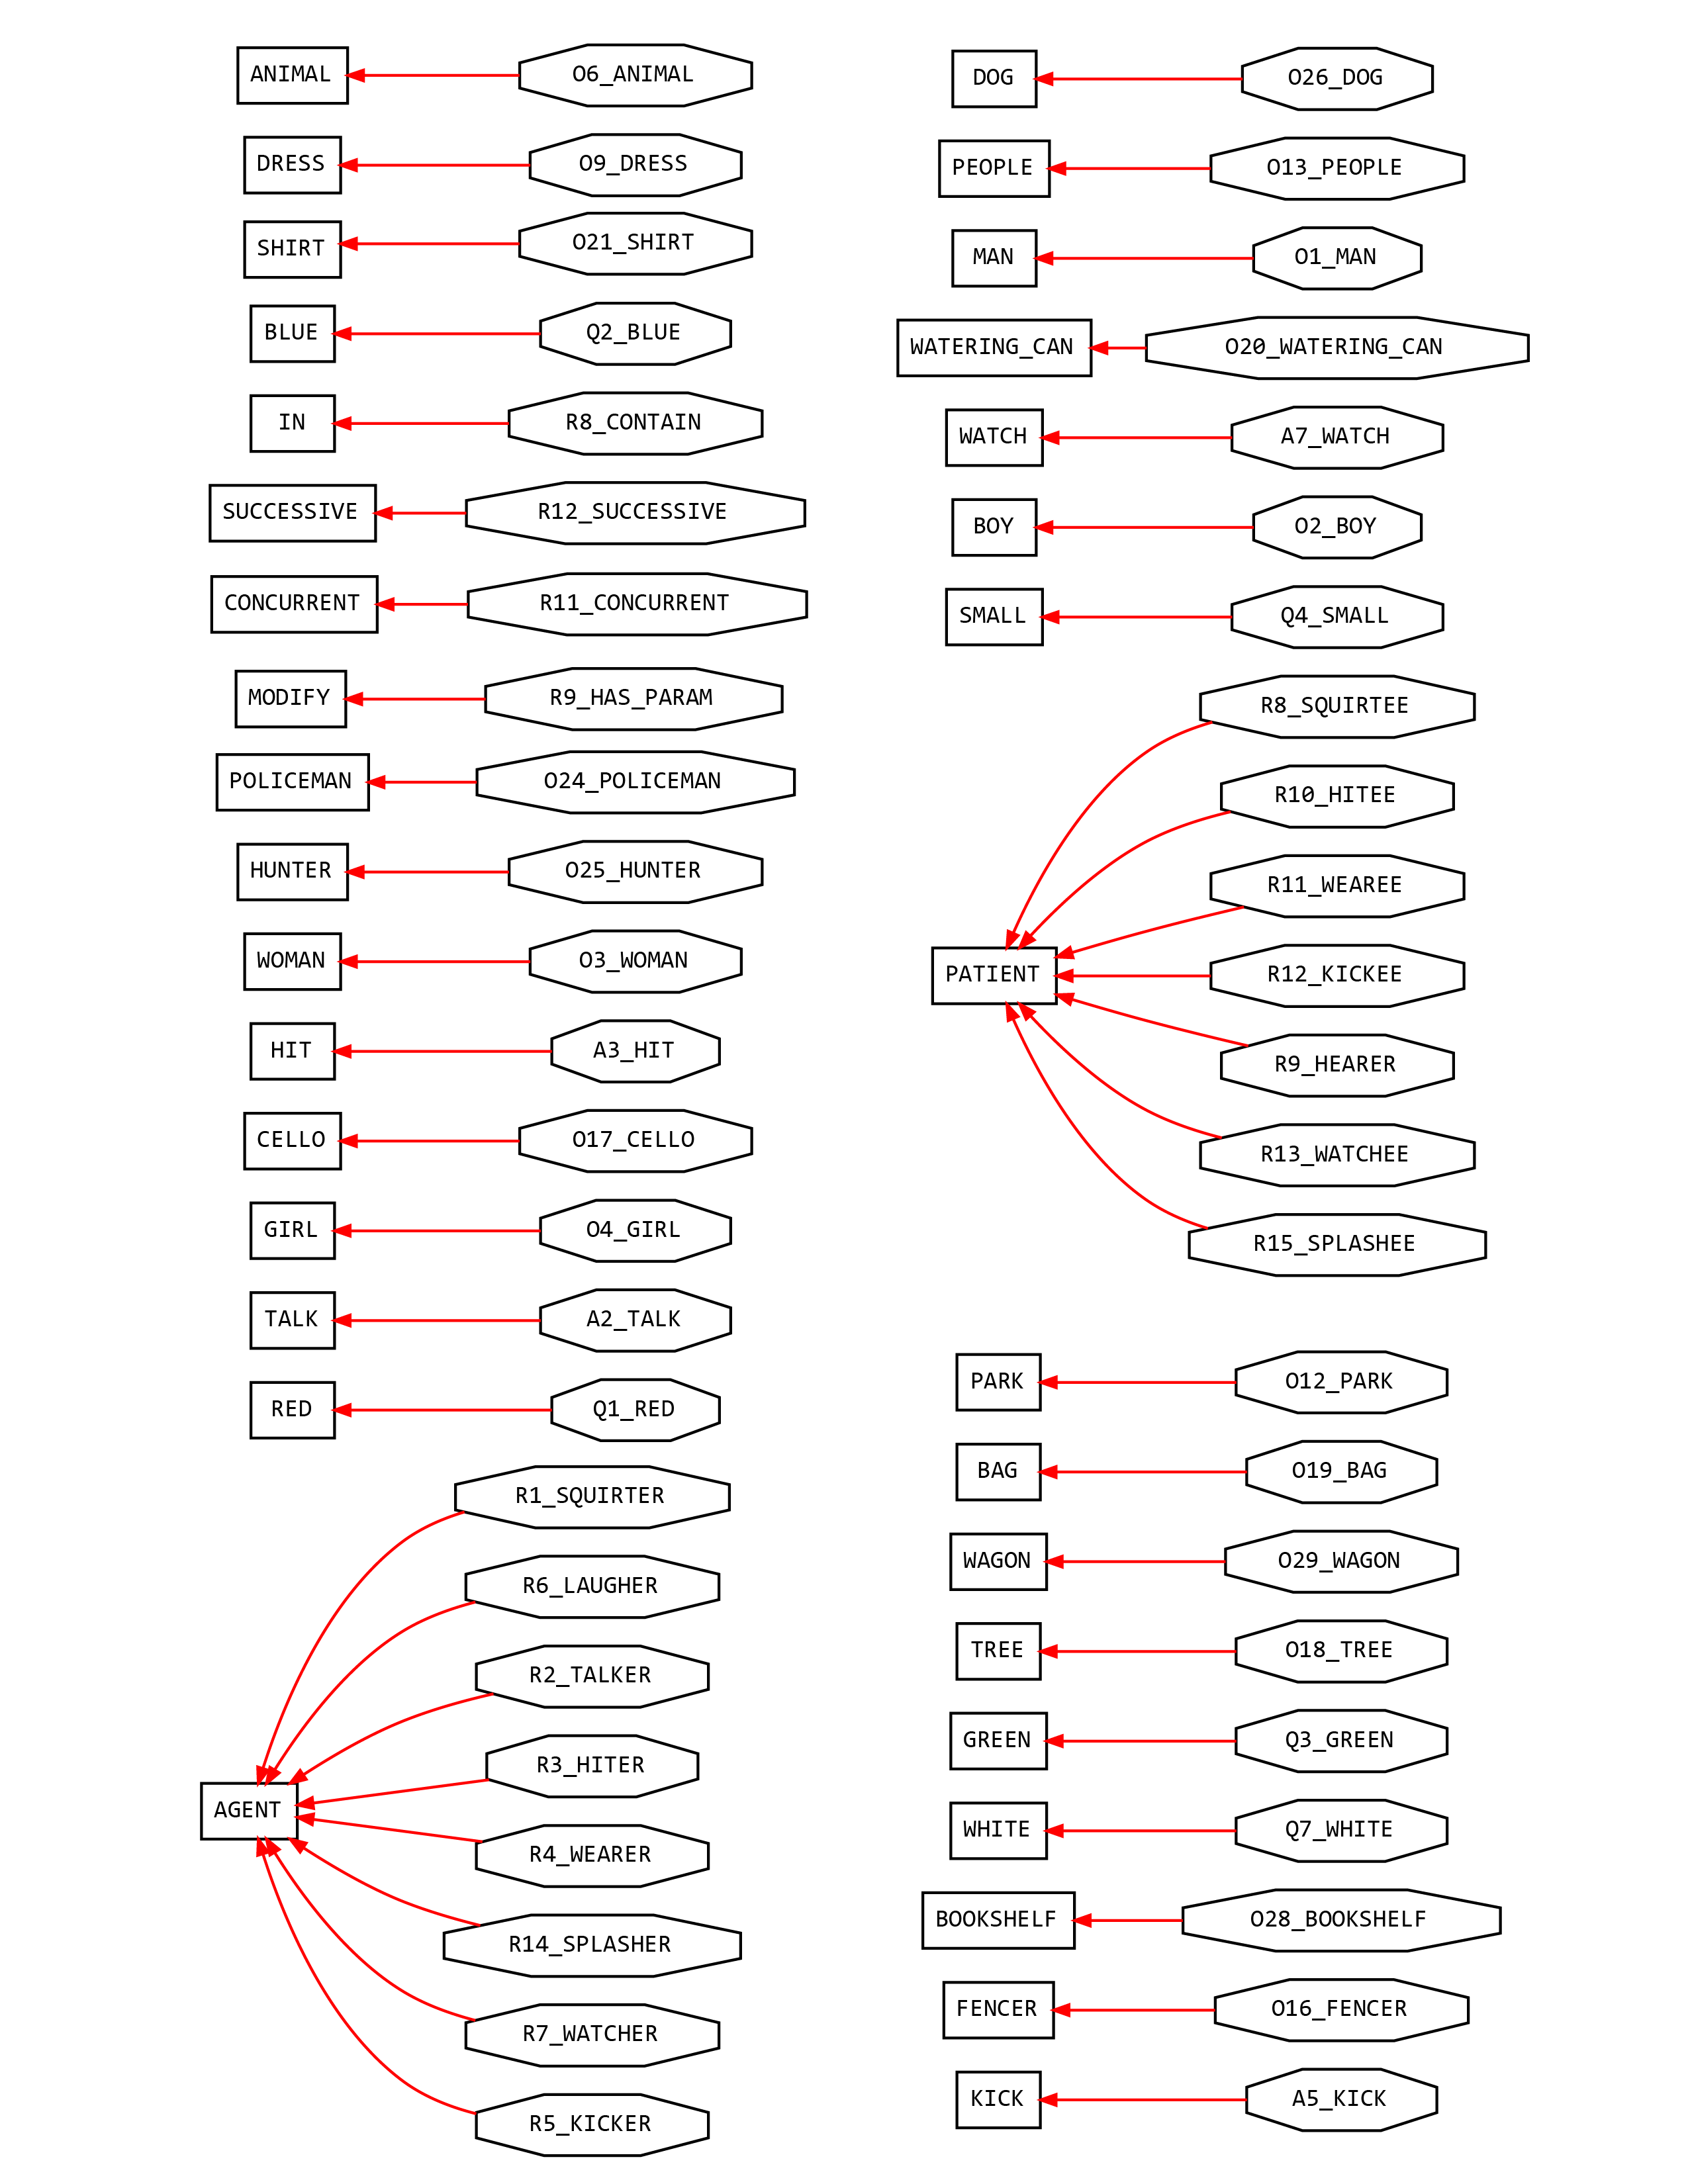 ANIMAL
O6_ANIMAL
DRESS
O9_DRESS
SHIRT
O21_SHIRT
BLUE
Q2_BLUE
IN
R8_CONTAIN
SUCCESSIVE
R12_SUCCESSIVE
CONCURRENT
R11_CONCURRENT
MODIFY
R9_HAS_PARAM
POLICEMAN
O24_POLICEMAN
HUNTER
O25_HUNTER
WOMAN
O3_WOMAN
HIT
A3_HIT
CELLO
O17_CELLO
GIRL
O4_GIRL
TALK
A2_TALK
RED
Q1_RED
R1_SQUIRTER
R6_LAUGHER
R2_TALKER
R3_HITER
AGENT
R4_WEARER
R14_SPLASHER
R7_WATCHER
R5_KICKER
DOG
O26_DOG
PEOPLE
O13_PEOPLE
MAN
O1_MAN
WATERING_CAN
O20_WATERING_CAN
WATCH
A7_WATCH
BOY
O2_BOY
SMALL
Q4_SMALL
R8_SQUIRTEE
R10_HITEE
R11_WEAREE
PATIENT
R12_KICKEE
R9_HEARER
R13_WATCHEE
R15_SPLASHEE
PARK
O12_PARK
BAG
O19_BAG
WAGON
O29_WAGON
TREE
O18_TREE
GREEN
Q3_GREEN
WHITE
Q7_WHITE
BOOKSHELF
O28_BOOKSHELF
FENCER
O16_FENCER
KICK
A5_KICK